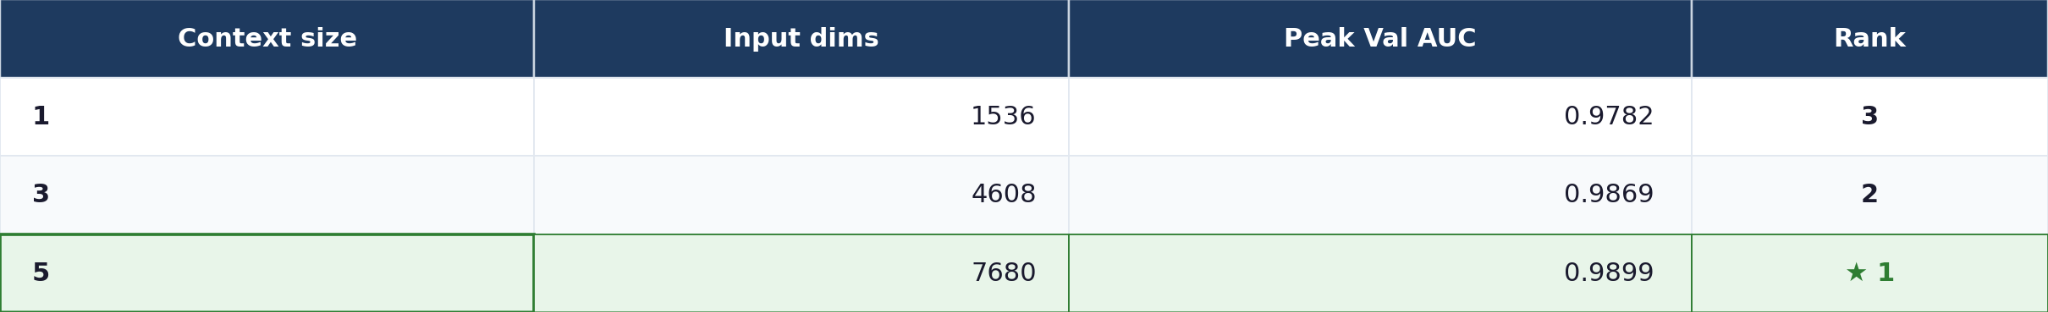 Context size Input dims Peak Val AUC Rank
1 1536 0.9782 3
3 4608 0.9869 2
5 7680 0.9899 ★ 1